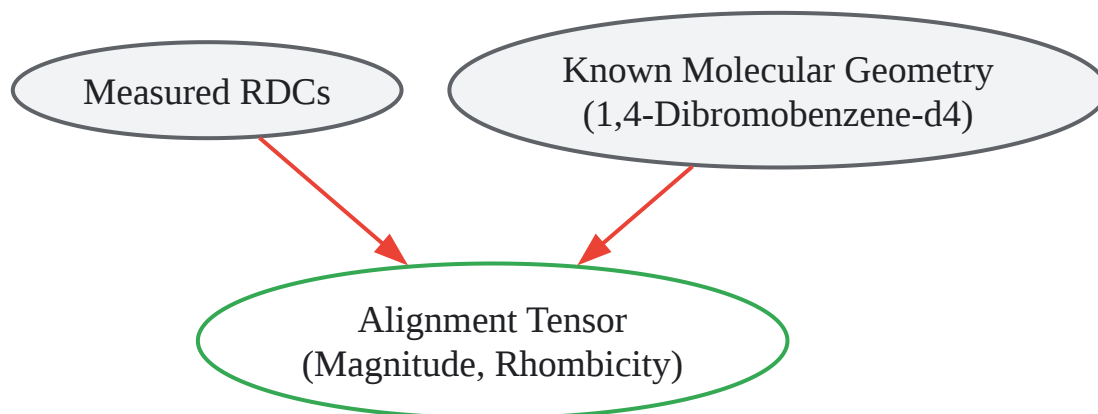 Measured RDCs
Known Molecular Geometry
(1,4-Dibromobenzene-d4)
Alignment Tensor
(Magnitude, Rhombicity)